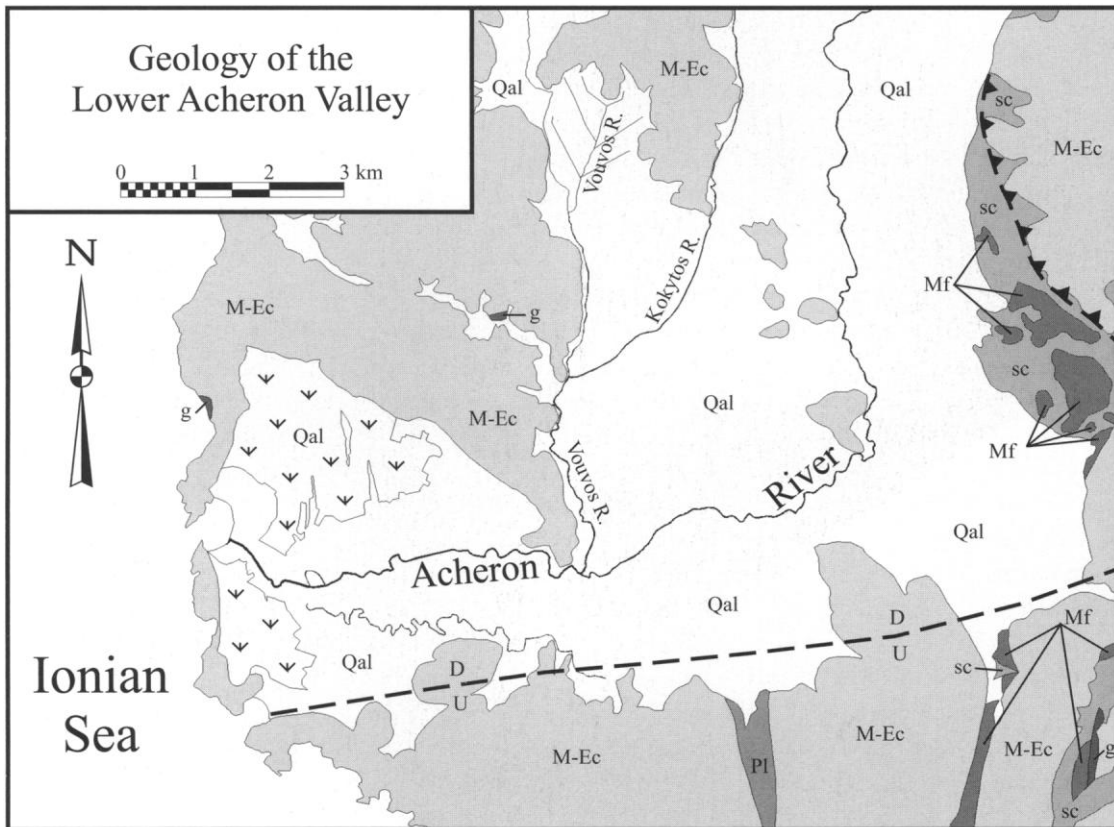 Geology of the
Lower Acheron Valley
0 1 2 3 km
N
Qal
M-Ec
Vouvos R.
Qal
sc
M-Ec
sc
Kokytos R.
Mf
M-Ec
g
g
sc
Qal
M-Ec
Qal
Mf
Vouvos R.
River
Qal
Acheron
Qal
D
U
Mf
Qal
D
U
sc
Ionian
Sea
M-Ec
Pl
M-Ec
M-Ec
g
sc